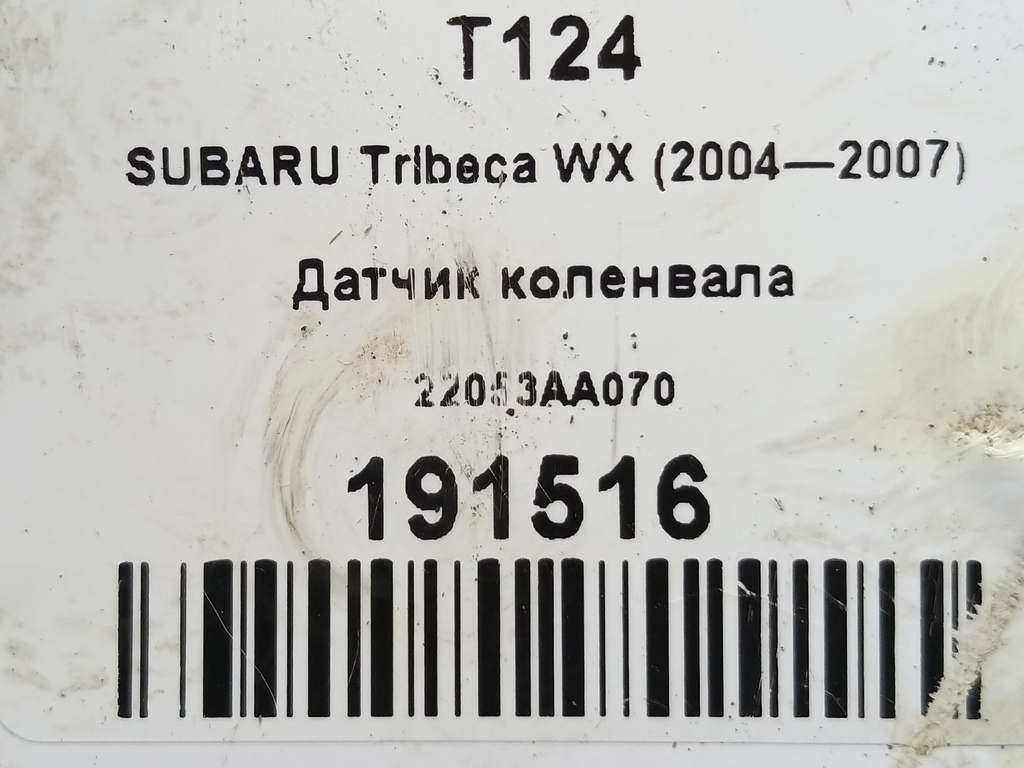 T124
SUBARU Tribeca WX (2004—2007)
Датчик коленвала
22053AA070
191516